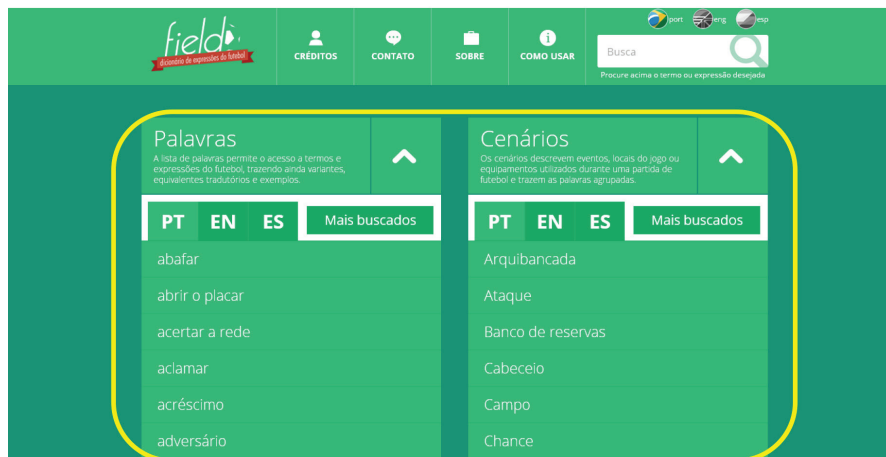 field
dicionário de expressões do futebol
CRÉDITOS
CONTATO
SOBRE
COMO USAR
port
eng
esp
Busca
Procure acima o termo ou expressão desejada
Palavras
A lista de palavras permite o acesso a termos e
expressões do futebol, trazendo ainda variantes,
equivalentes tradutórios e exemplos.
PT EN ES Mais buscados
abafar
abrir o placar
acertar a rede
aclamar
acréscimo
adversário
Cenários
Os cenários descrevem eventos, locais do jogo ou
equipamentos utilizados durante uma partida de
futebol e trazem as palavras agrupadas.
PT EN ES Mais buscados
Arquibancada
Ataque
Banco de reservas
Cabeceio
Campo
Chance